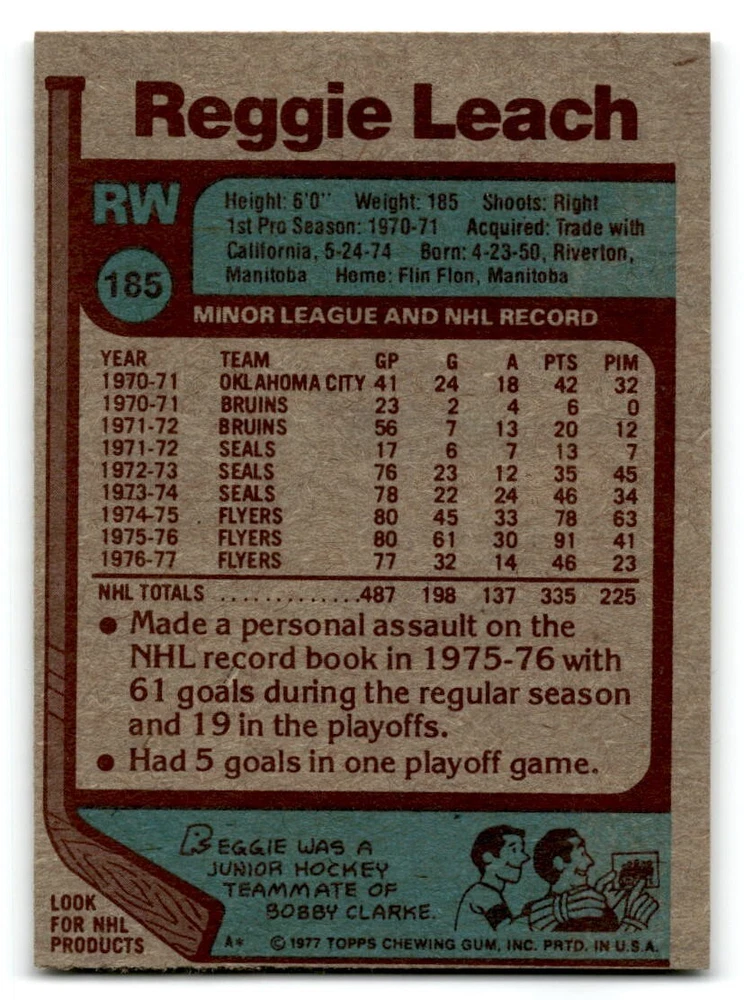 Reggie Leach
RW
185
Height: 6'0" Weight: 185 Shoots: Right
1st Pro Season: 1970-71 Acquired: Trade with
California, 5-24-74 Born: 4-23-50, Riverton,
Manitoba Home: Flin Flon, Manitoba
MINOR LEAGUE AND NHL RECORD
YEAR TEAM GP G A PTS PIM
1970-71 OKLAHOMA CITY 41 24 18 42 32
1970-71 BRUINS 23 2 4 6 0
1971-72 BRUINS 56 7 13 20 12
1971-72 SEALS 17 6 7 13 7
1972-73 SEALS 76 23 12 35 45
1973-74 SEALS 78 22 24 46 34
1974-75 FLYERS 80 45 33 78 63
1975-76 FLYERS 80 61 30 91 41
1976-77 FLYERS 77 32 14 46 23
NHL TOTALS .............487 198 137 335 225
• Made a personal assault on the
NHL record book in 1975-76 with
61 goals during the regular season
and 19 in the playoffs.
• Had 5 goals in one playoff game.
REGGIE WAS A
JUNIOR HOCKEY
TEAMMATE OF
BOBBY CLARKE.
LOOK
FOR NHL
PRODUCTS
A* © 1977 TOPPS CHEWING GUM, INC. PRTD. IN U.S.A.